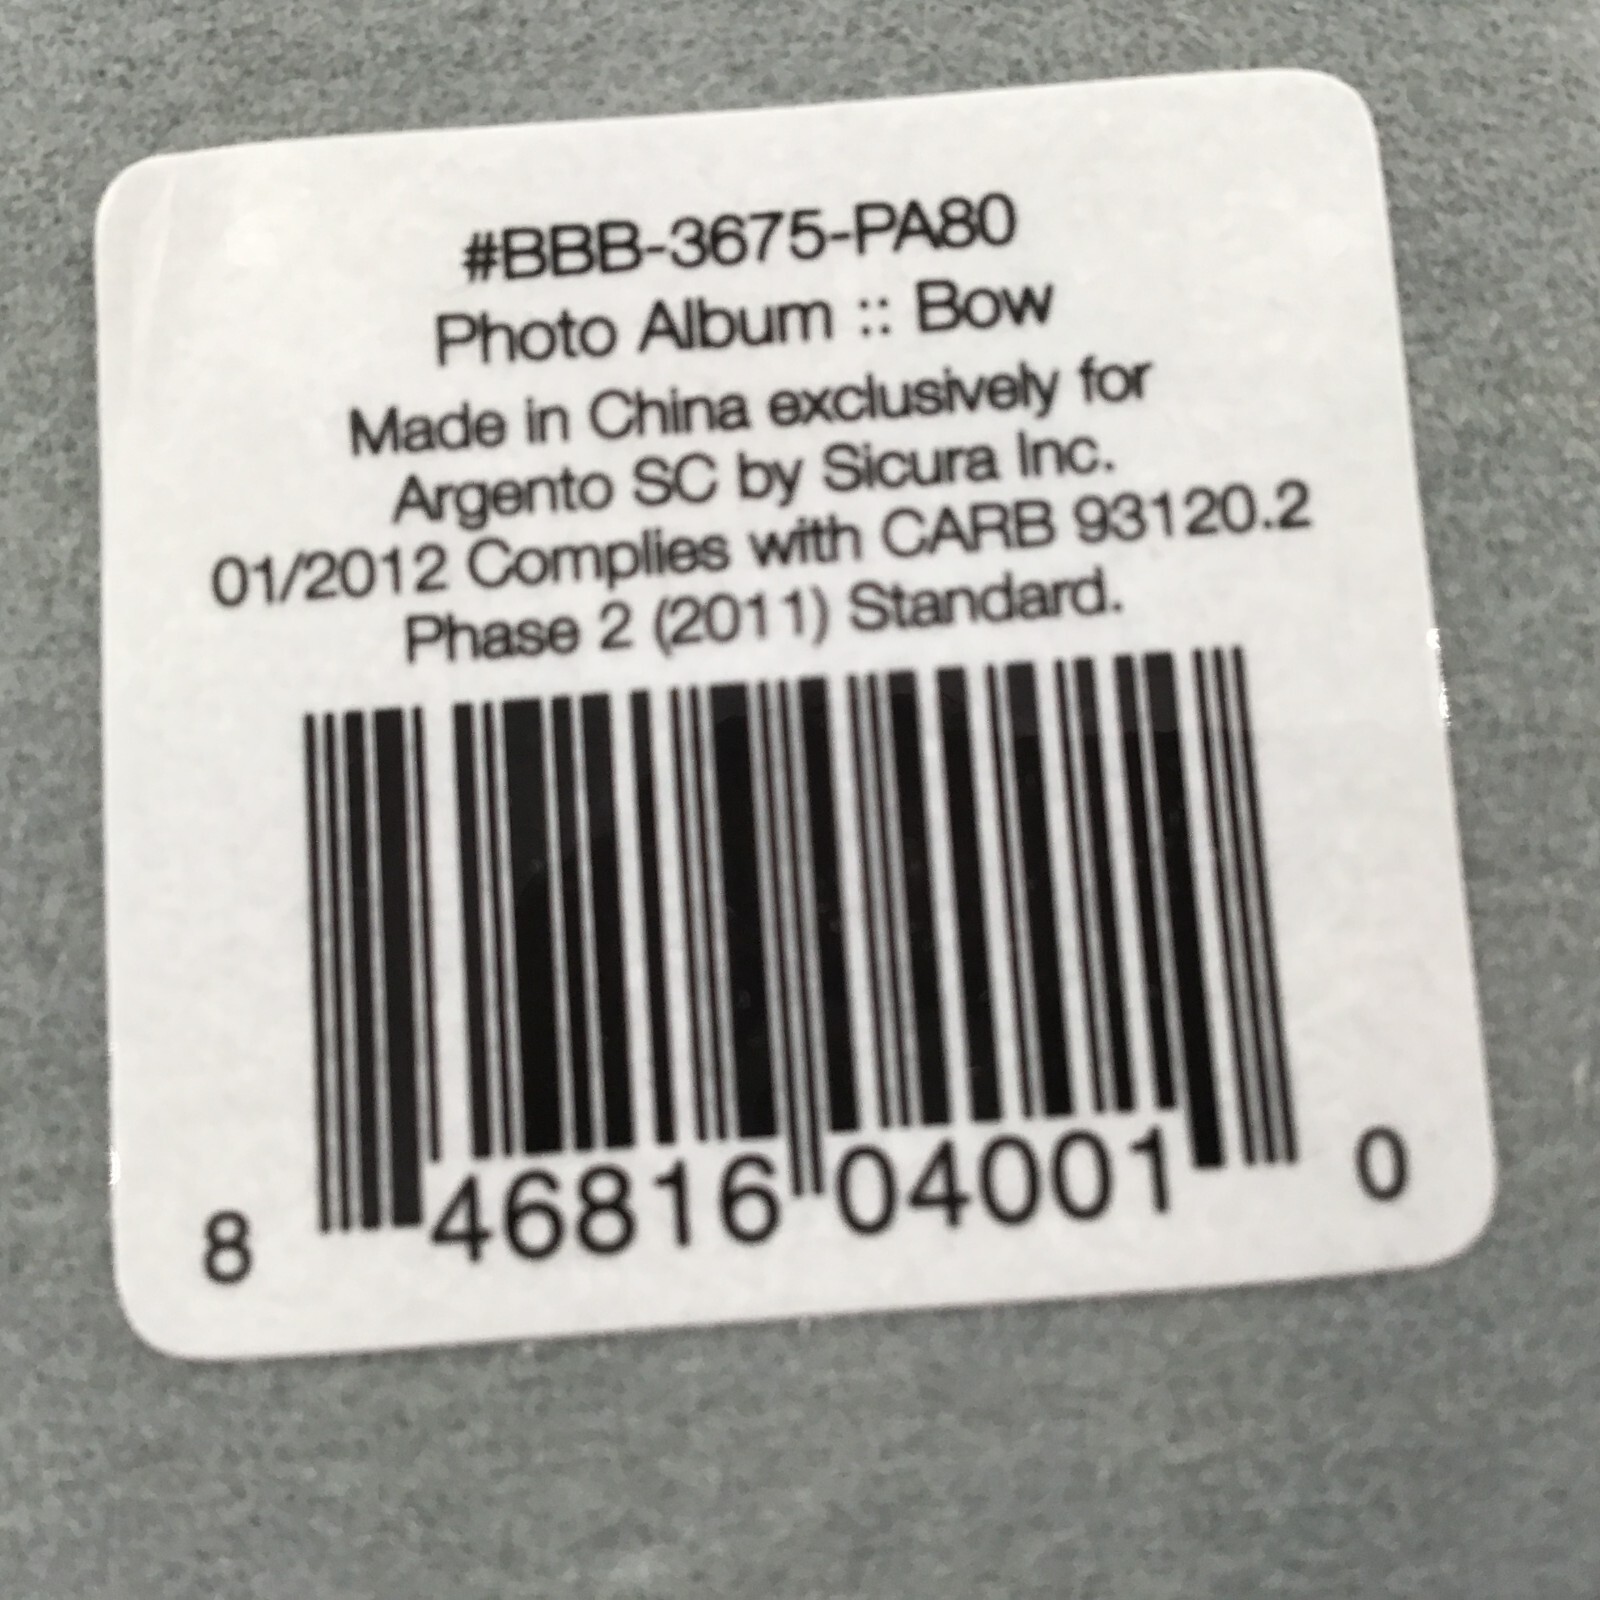 #BBB-3675-PA80
Photo Album :: Bow
Made in China exclusively for
Argento SC by Sicura Inc.
01/2012 Complies with CARB 93120.2
Phase 2 (2011) Standard.
8 46816 04001 0